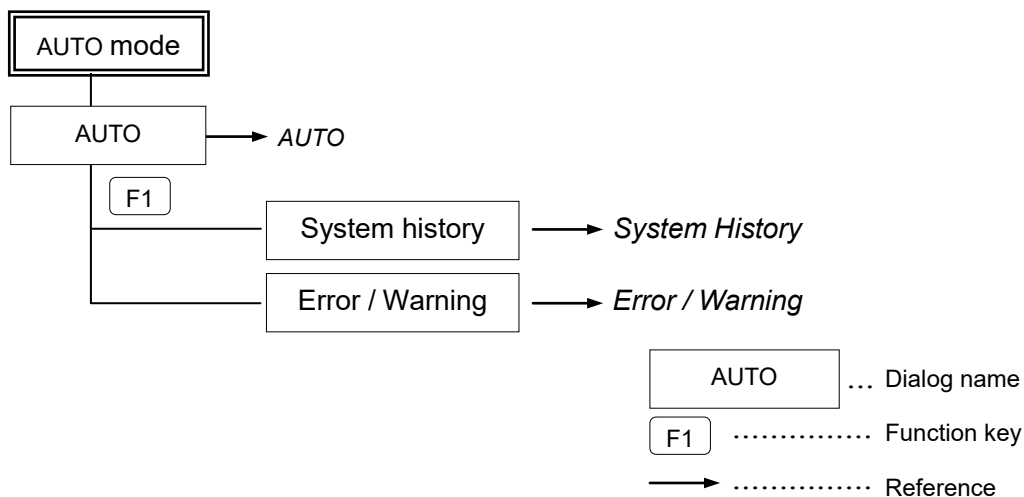 AUTO mode
AUTO AUTO
F1
System history System History
Error / Warning Error / Warning
AUTO ... Dialog name
F1 ............... Function key
............... Reference